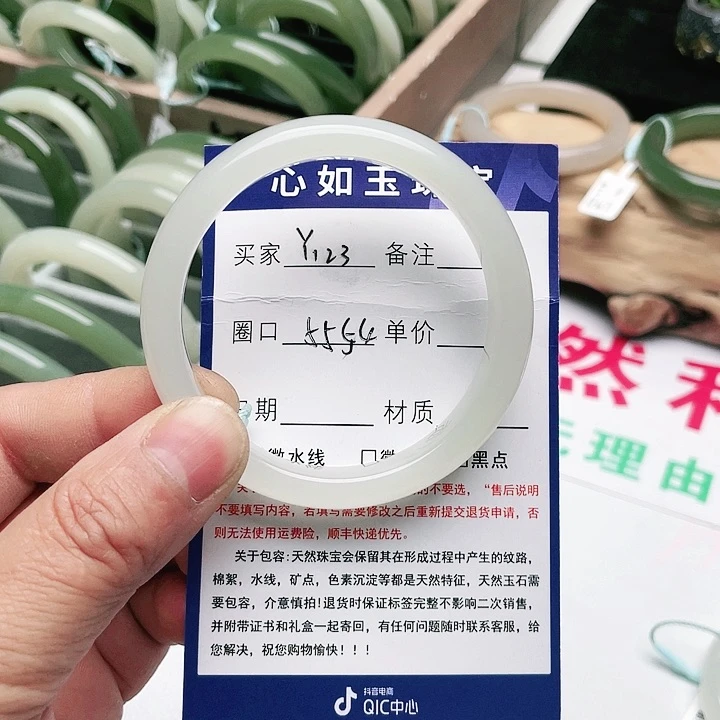 心如玉珠宝
买家 Y123 备注
圈口 单价
期 材质
微水线 口微 黑点
的不要选，“售后说明
不要填写内容，若填写需要修改之后重新提交退货申请，否
则无法使用运费险，顺丰快递优先。
关于包容:天然珠宝会保留其在形成过程中产生的纹路，
棉絮，水线，矿点，色素沉淀等都是天然特征，天然玉石需
要包容，介意慎拍!退货时保证标签完整不影响二次销售，
并附带证书和礼盒一起寄回，有任何问题随时联系客服，给
您解决，祝您购物愉快！！！
抖音电商
QIC中心
然和
理由